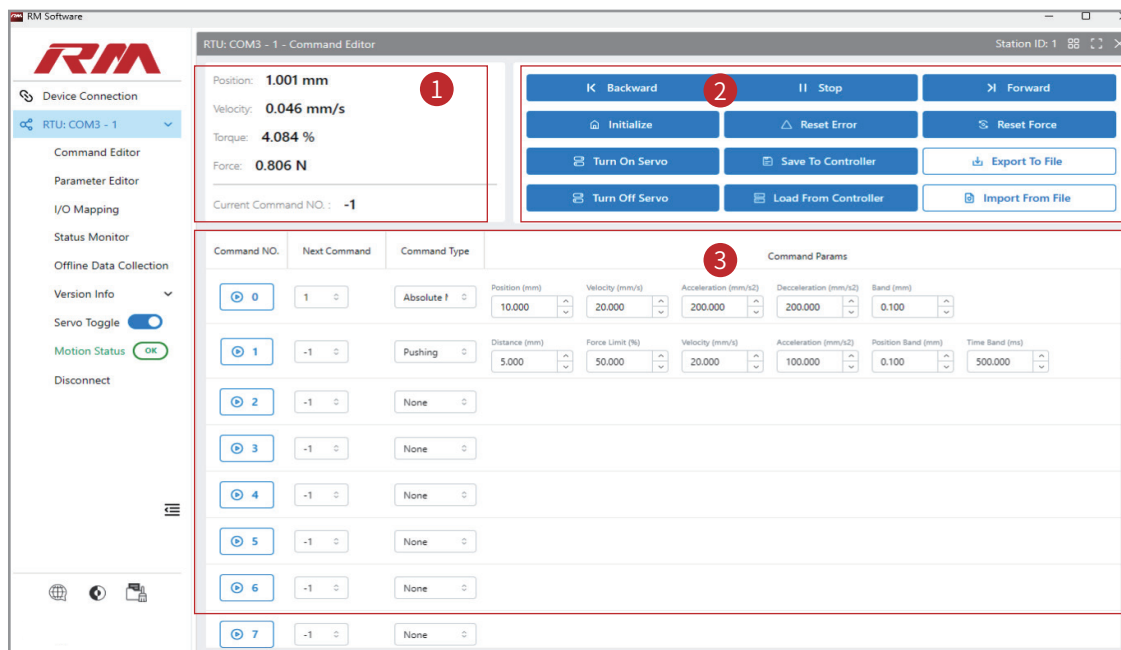 RM RM Software
RTU: COM3 - 1 - Command Editor
Station ID: 1
RM
Device Connection
RTU: COM3 - 1
Command Editor
Parameter Editor
I/O Mapping
Status Monitor
Offline Data Collection
Version Info
Servo Toggle
Motion Status OK
Disconnect
1
Position: 1.001 mm
Velocity: 0.046 mm/s
Torque: 4.084 %
Force: 0.806 N
Current Command NO. : -1
2
Backward Stop Forward
Initialize Reset Error Reset Force
Turn On Servo Save To Controller Export To File
Turn Off Servo Load From Controller Import From File
3
Command NO. Next Command Command Type Command Params
Position (mm) Velocity (mm/s) Acceleration (mm/s2) Decceleration (mm/s2) Band (mm)
0 1 Absolute 10.000 20.000 200.000 200.000 0.100
Distance (mm) Force Limit (%) Velocity (mm/s) Acceleration (mm/s2) Position Band (mm) Time Band (ms)
1 -1 Pushing 5.000 50.000 20.000 100.000 0.100 500.000
2 -1 None
3 -1 None
4 -1 None
5 -1 None
6 -1 None
7 -1 None